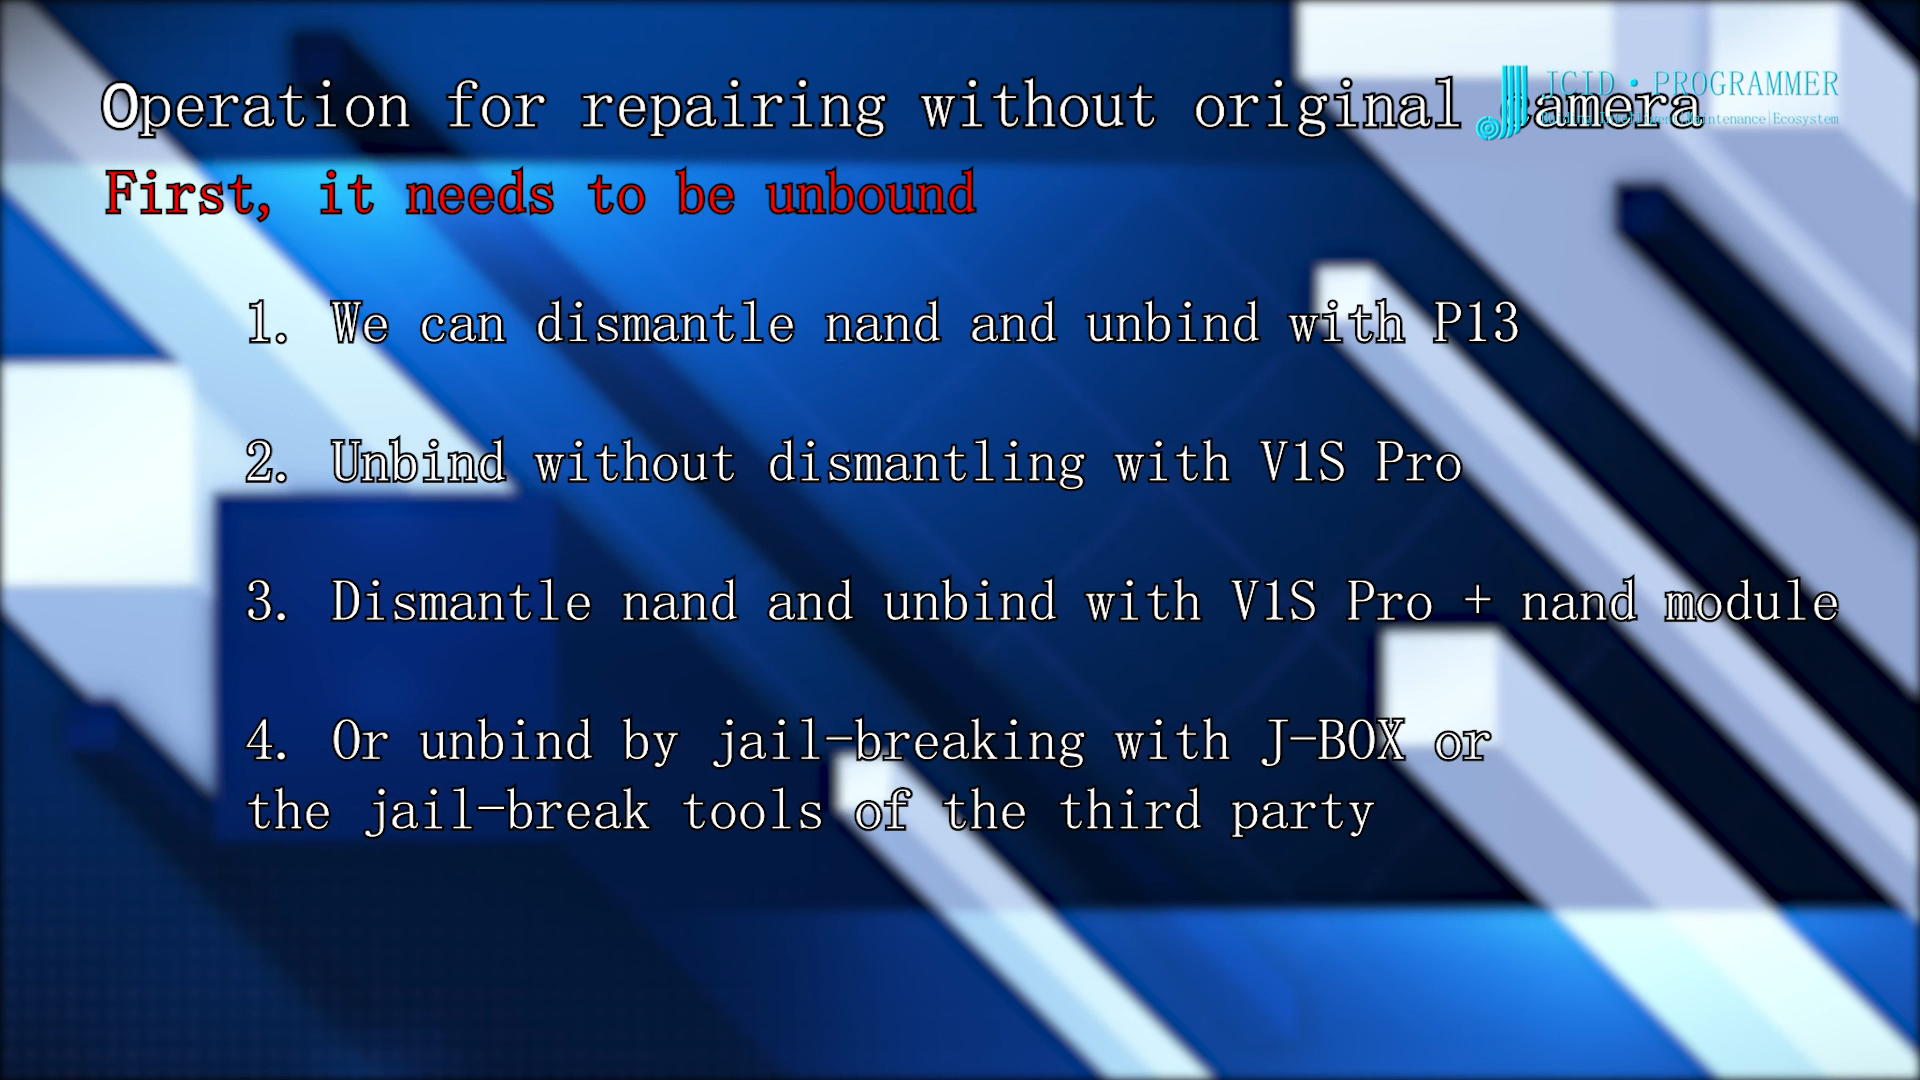 Operation for repairing without original camera
JCID·PROGRAMMER
Maintenance|Ecosystem
First, it needs to be unbound
1. We can dismantle nand and unbind with P13
2. Unbind without dismantling with V1S Pro
3. Dismantle nand and unbind with V1S Pro + nand module
4. Or unbind by jail-breaking with J-BOX or
the jail-break tools of the third party